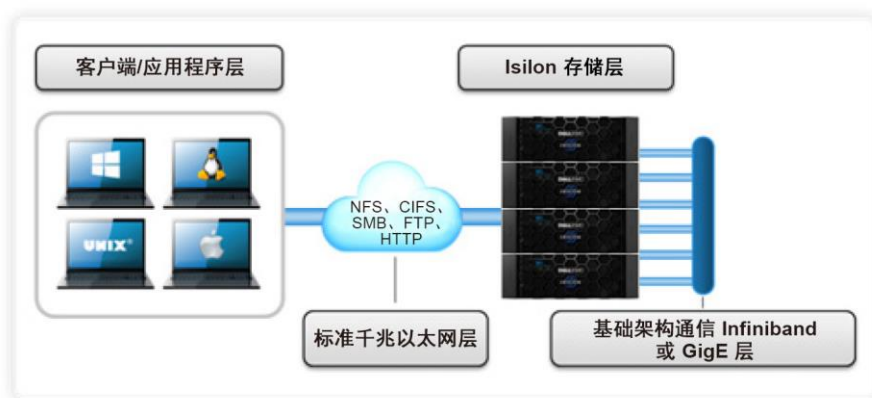 客户端/应用程序层
Isilon 存储层
NFS、CIFS、
SMB、FTP、
HTTP
UNIX®
标准千兆以太网层
基础架构通信 Infiniband
或 GigE 层